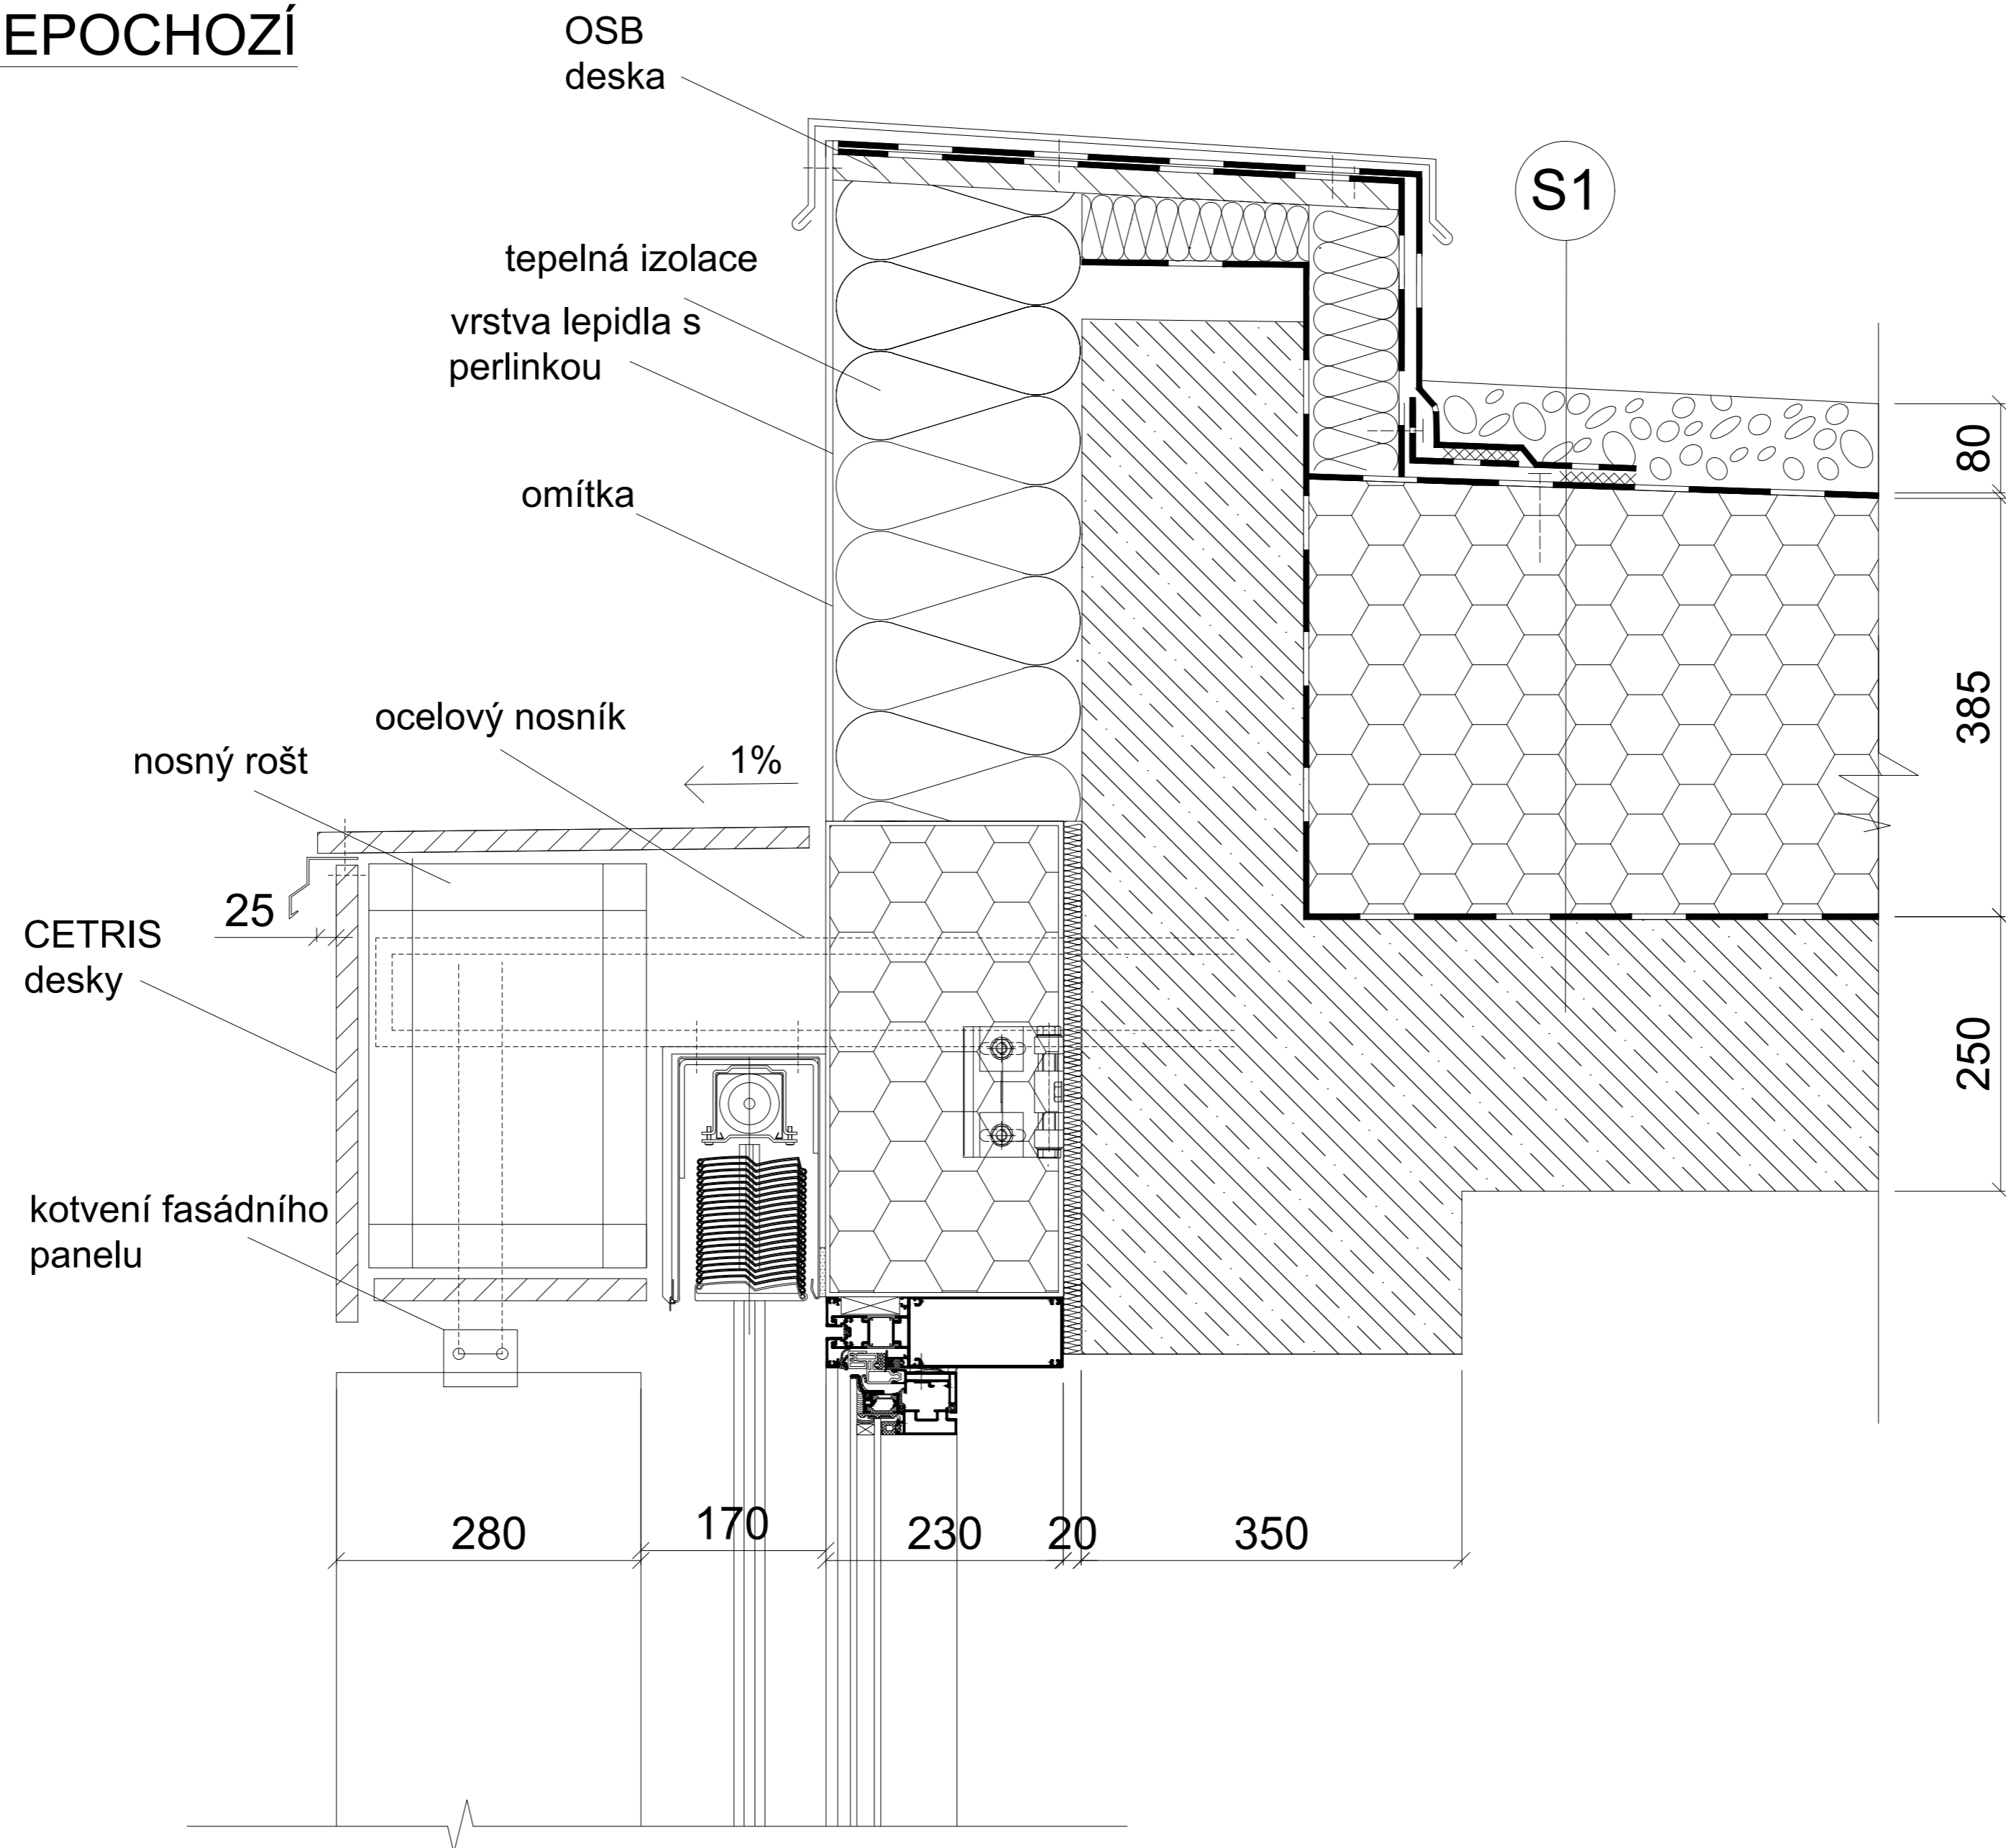 EPOCHOZÍ
OSB
deska
S1
tepelná izolace
vrstva lepidla s
perlinkou
omítka
80
385
ocelový nosník
nosný rošt
1%
25
CETRIS
desky
250
kotvení fasádního
panelu
280
170
230
20
350